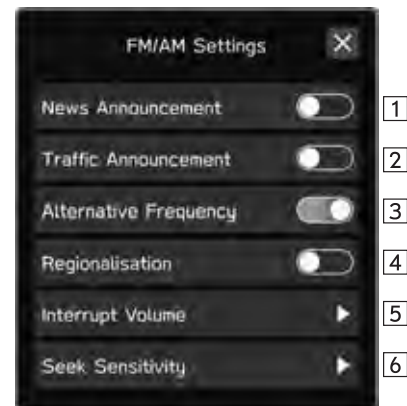 FM/AM Settings
News Announcement 1
Traffic Announcement 2
Alternative Frequency 3
Regionalisation 4
Interrupt Volume 5
Seek Sensitivity 6